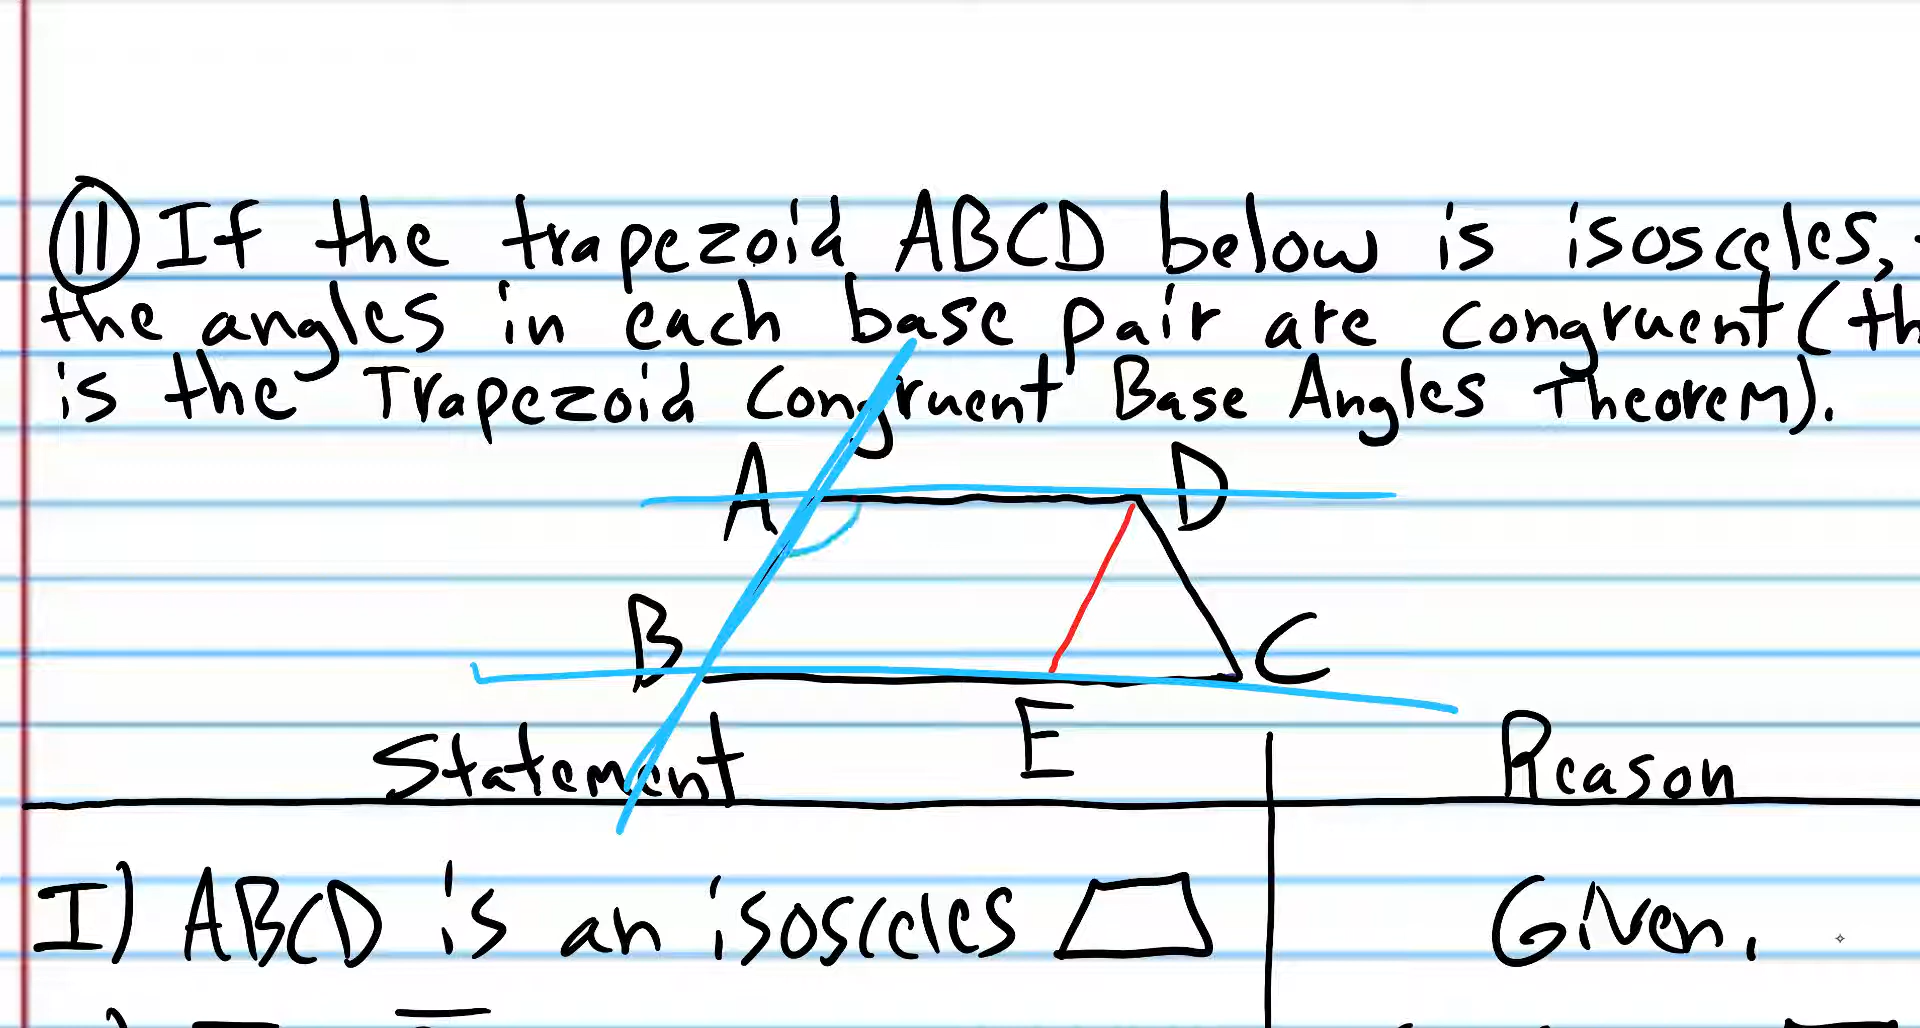 11 If the trapezoid ABCD below is isosceles,
the angles in each base pair are congruent (th
is the Trapezoid Congruent Base Angles Theorem).
A D
B C
E
Statement Reason
I) ABCD is an isosceles Given.